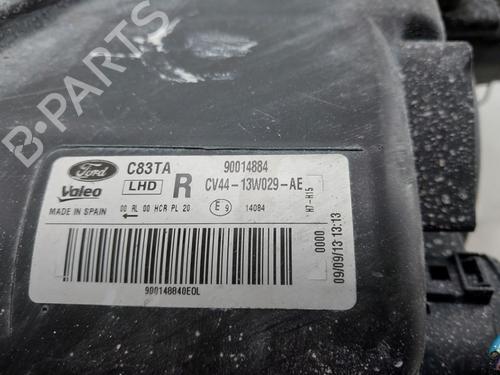 Ford
C83TA
90014884
Valeo
LHD
R
CV44-13W029-AE
MADE IN SPAIN
00 RL 00 HCR PL 20
E9
14084
H7-H15
0000
09/09/13 13:13
900148840E0L
B-PARTS